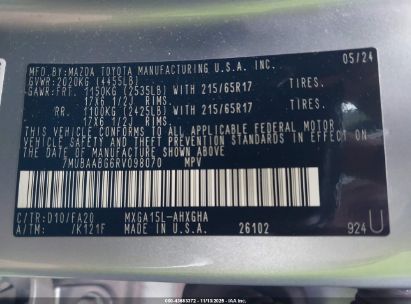 MFD. BY: MAZDA TOYOTA MANUFACTURING U.S.A. INC.
GVWR: 2020KG (4455LB) 05/24
GAWR: FRT. 1150KG (2535LB) WITH 215/65R17 TIRES.
17X6 1/2J RIMS.
RR. 1100KG (2425LB) WITH 215/65R17 TIRES.
17X6 1/2J RIMS.
THIS VEHICLE CONFORMS TO ALL APPLICABLE FEDERAL MOTOR
VEHICLE SAFETY, BUMPER, AND THEFT PREVENTION STANDARDS
IN EFFECT ON THE DATE OF MANUFACTURE SHOWN ABOVE.
7MUBAABG6RV098070 MPV
C/TR: D10/FA20 MXGA15L-AHXGHA
A/TM: /K121F 26102 924 U